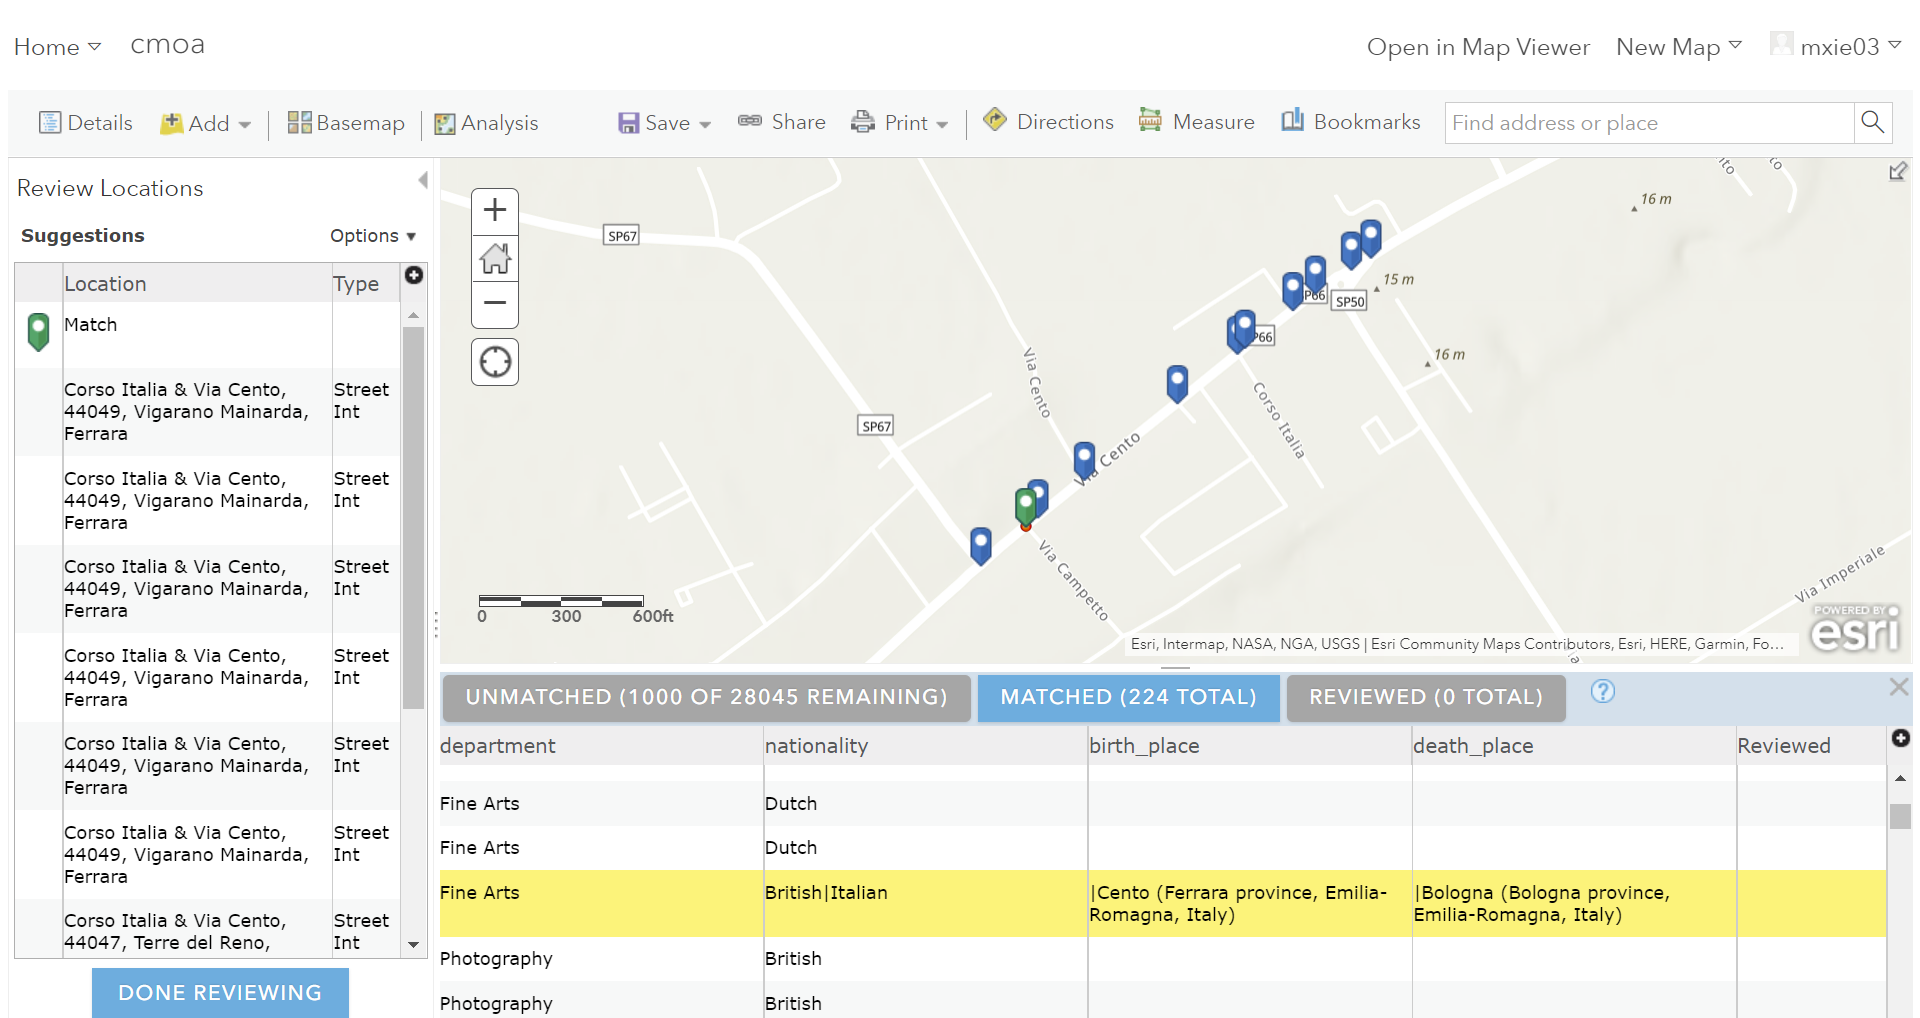 Home
cmoa
Open in Map Viewer
New Map
mxie03
Details
Add
Basemap
Analysis
Save
Share
Print
Directions
Measure
Bookmarks
Find address or place
Review Locations
Suggestions
Options
Location
Type
Match
Corso Italia & Via Cento,
44049, Vigarano Mainarda,
Ferrara
Street
Int
Corso Italia & Via Cento,
44049, Vigarano Mainarda,
Ferrara
Street
Int
Corso Italia & Via Cento,
44049, Vigarano Mainarda,
Ferrara
Street
Int
Corso Italia & Via Cento,
44049, Vigarano Mainarda,
Ferrara
Street
Int
Corso Italia & Via Cento,
44049, Vigarano Mainarda,
Ferrara
Street
Int
Corso Italia & Via Cento,
44049, Vigarano Mainarda,
Ferrara
Street
Int
Corso Italia & Via Cento,
44047, Terre del Reno,
Street
Int
DONE REVIEWING
SP67
16 m
15 m
P66
SP50
P66
16 m
Via Cento
Corso Italia
SP67
Via Cento
Via Campetto
Via Imperiale
0 300 600ft
POWERED BY
esri
Esri, Intermap, NASA, NGA, USGS | Esri Community Maps Contributors, Esri, HERE, Garmin, Fo...
UNMATCHED (1000 OF 28045 REMAINING)
MATCHED (224 TOTAL)
REVIEWED (0 TOTAL)
?
department
nationality
birth_place
death_place
Reviewed
Fine Arts
Dutch
Fine Arts
Dutch
Fine Arts
British|Italian
|Cento (Ferrara province, Emilia-
Romagna, Italy)
|Bologna (Bologna province,
Emilia-Romagna, Italy)
Photography
British
Photography
British